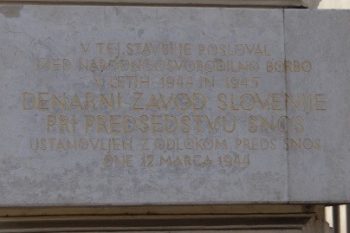 V TEJ STAVBI JE POSLOVAL
MED NARODNOOSVOBODILNO BORBO
V LETIH 1944 IN 1945
DENARNI ZAVOD SLOVENIJE
PRI PREDSEDSTVU SNOS
USTANOVLJEN Z ODLOKOM PREDS SNOS
DNE 12 MARCA 1944